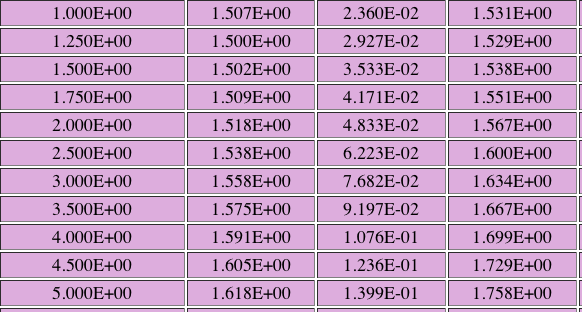 1.000E+00 1.507E+00 2.360E-02 1.531E+00
1.250E+00 1.500E+00 2.927E-02 1.529E+00
1.500E+00 1.502E+00 3.533E-02 1.538E+00
1.750E+00 1.509E+00 4.171E-02 1.551E+00
2.000E+00 1.518E+00 4.833E-02 1.567E+00
2.500E+00 1.538E+00 6.223E-02 1.600E+00
3.000E+00 1.558E+00 7.682E-02 1.634E+00
3.500E+00 1.575E+00 9.197E-02 1.667E+00
4.000E+00 1.591E+00 1.076E-01 1.699E+00
4.500E+00 1.605E+00 1.236E-01 1.729E+00
5.000E+00 1.618E+00 1.399E-01 1.758E+00